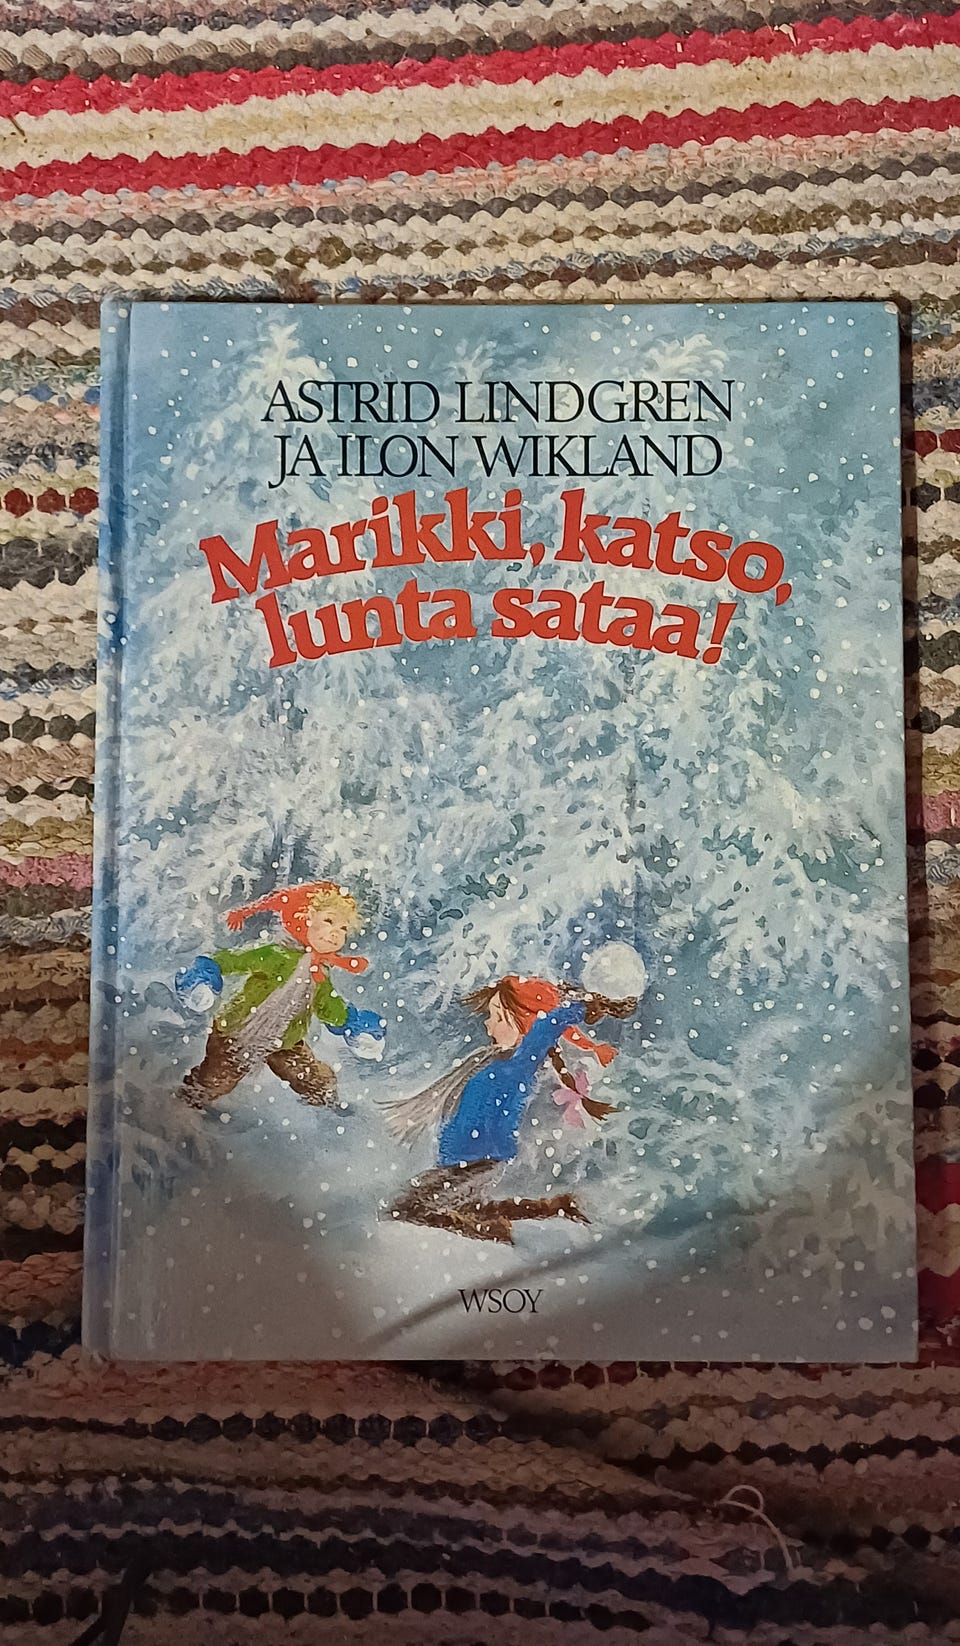 ASTRID LINDGREN
JA ILON WIKLAND
Marikki, katso,
lunta sataa!
WSOY